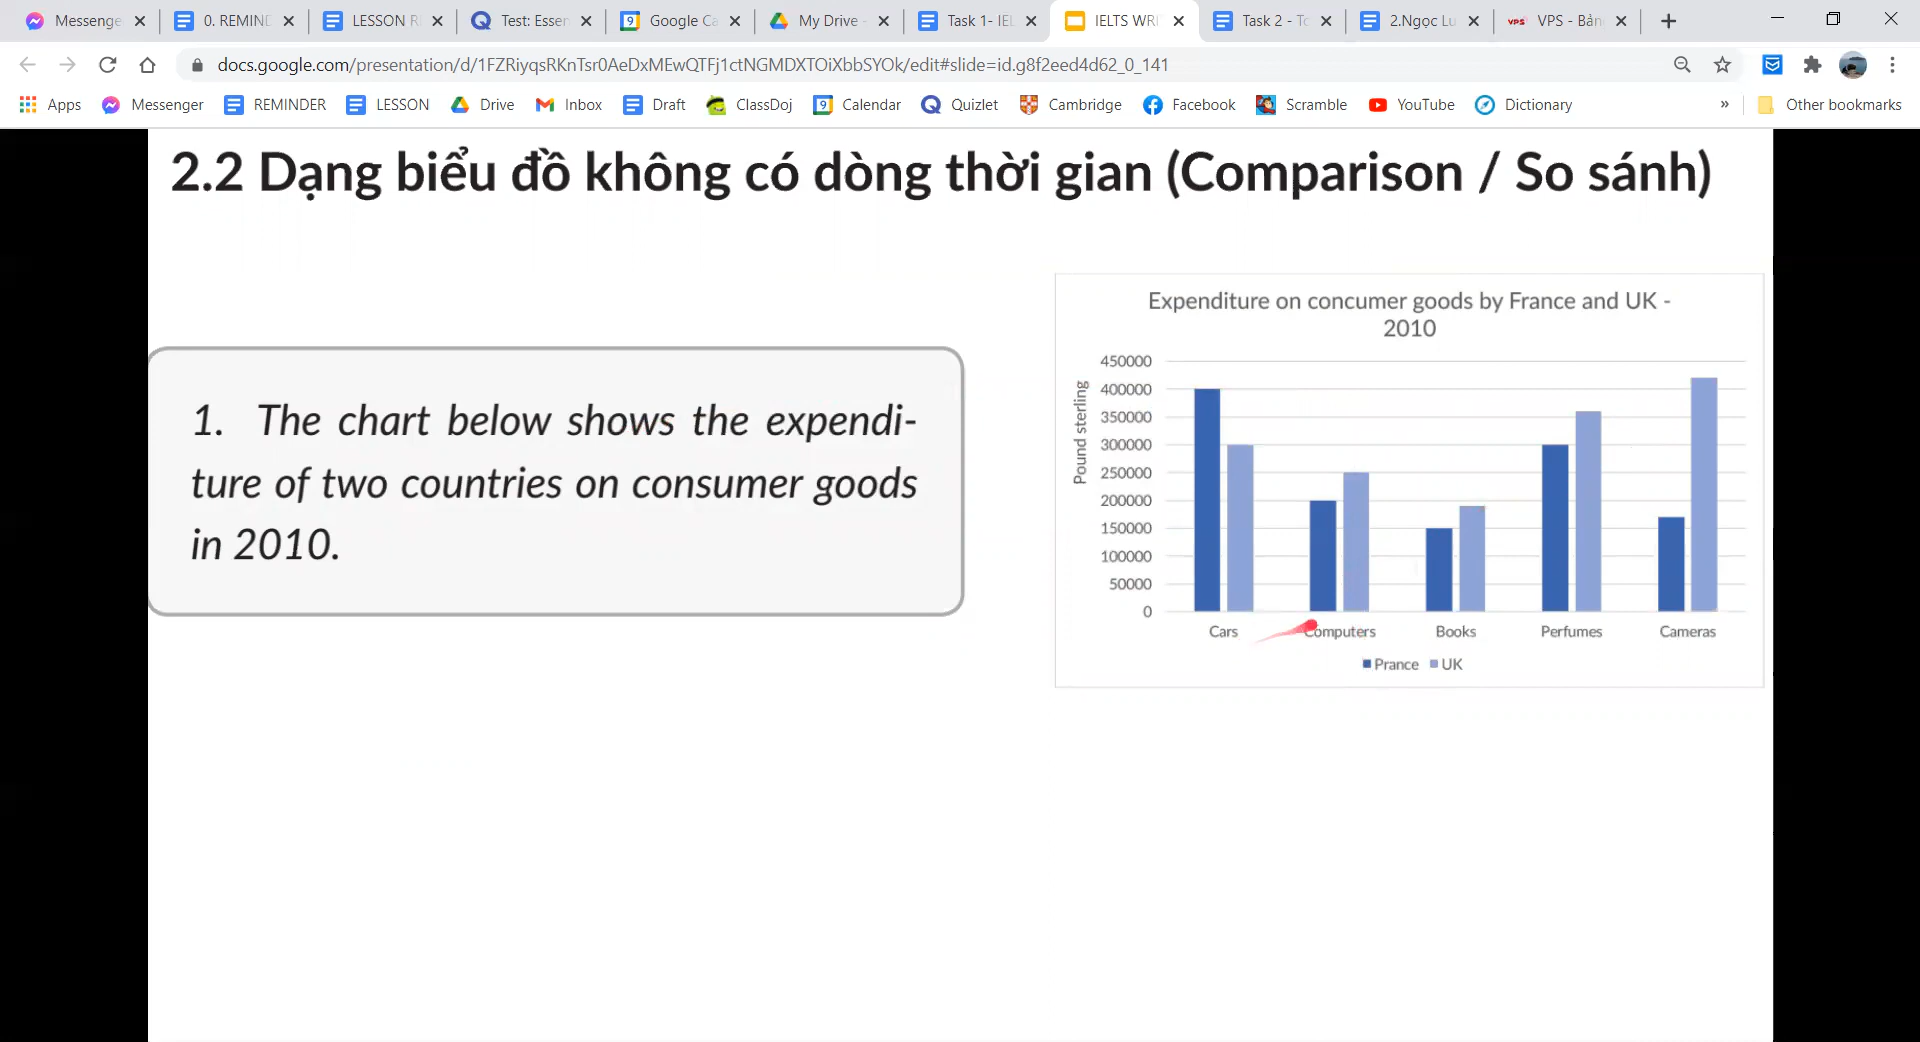 Messenge
0. REMIND
LESSON R
Test: Essen
Google Ca
My Drive -
Task 1- IEL
IELTS WRI
Task 2 - To
2.Ngọc Lu
VPS - Bản
docs.google.com/presentation/d/1FZRiyqsRKnTsr0AeDxMEwQTFj1ctNGMDXTOiXbbSYOk/edit#slide=id.g8f2eed4d62_0_141
Apps Messenger REMINDER LESSON Drive Inbox Draft ClassDoj Calendar Quizlet Cambridge Facebook Scramble YouTube Dictionary » Other bookmarks
2.2 Dạng biểu đồ không có dòng thời gian (Comparison / So sánh)
1. The chart below shows the expendi-
ture of two countries on consumer goods
in 2010.
Expenditure on concumer goods by France and UK -
2010
Pound sterling
450000
400000
350000
300000
250000
200000
150000
100000
50000
0
Cars Computers Books Perfumes Cameras
Prance UK